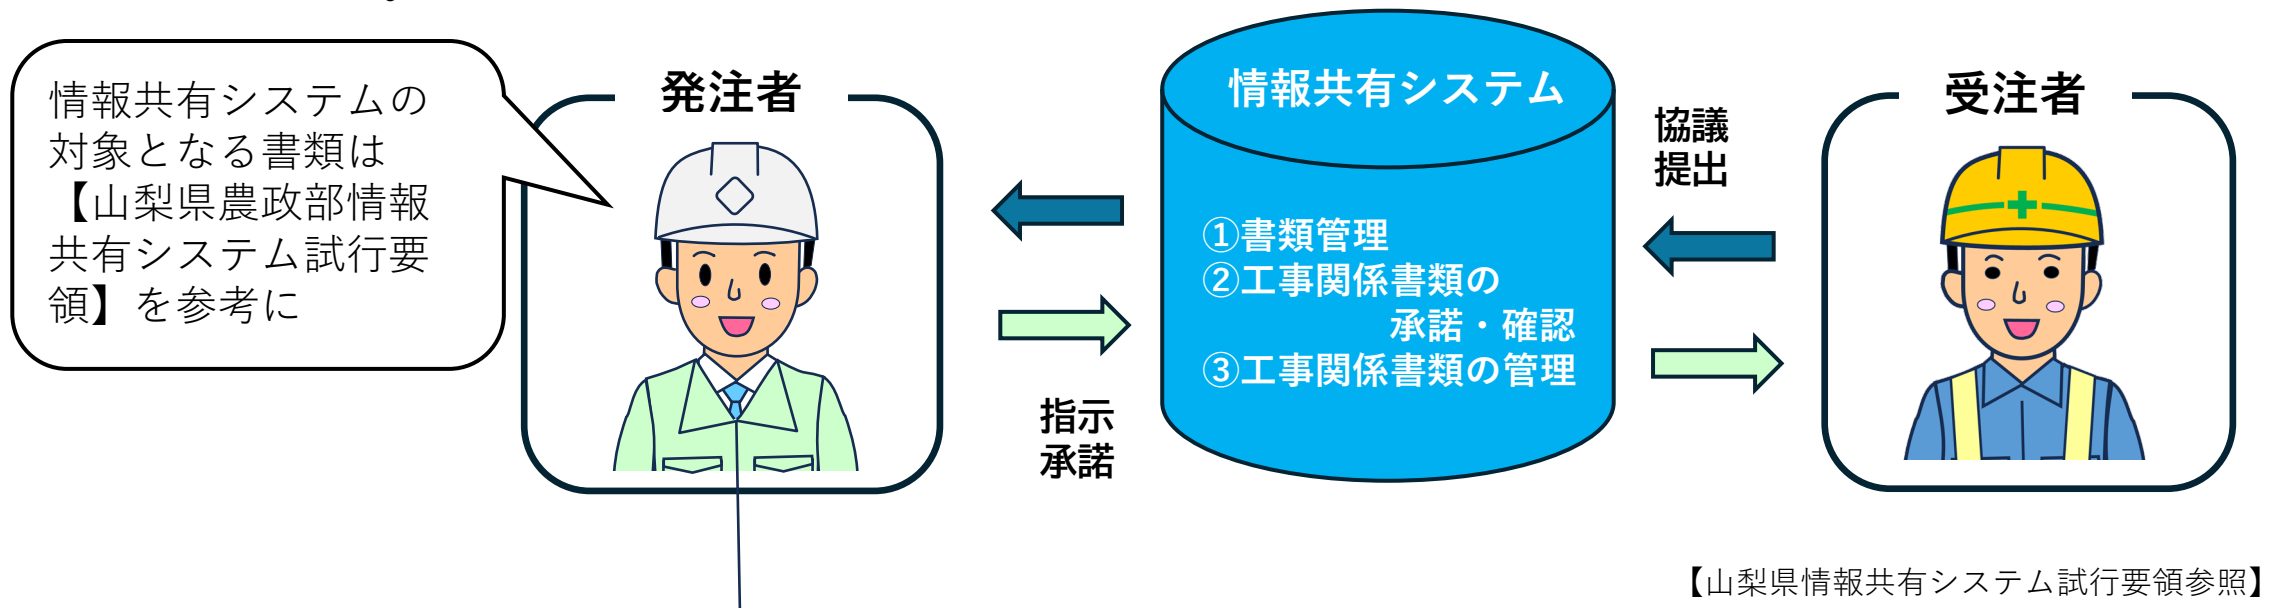 情報共有システムの
対象となる書類は
【山梨県農政部情報
共有システム試行要
領】を参考に
発注者
指示
承諾
情報共有システム
①書類管理
②工事関係書類の
承諾・確認
③工事関係書類の管理
協議
提出
受注者
【山梨県情報共有システム試行要領参照】